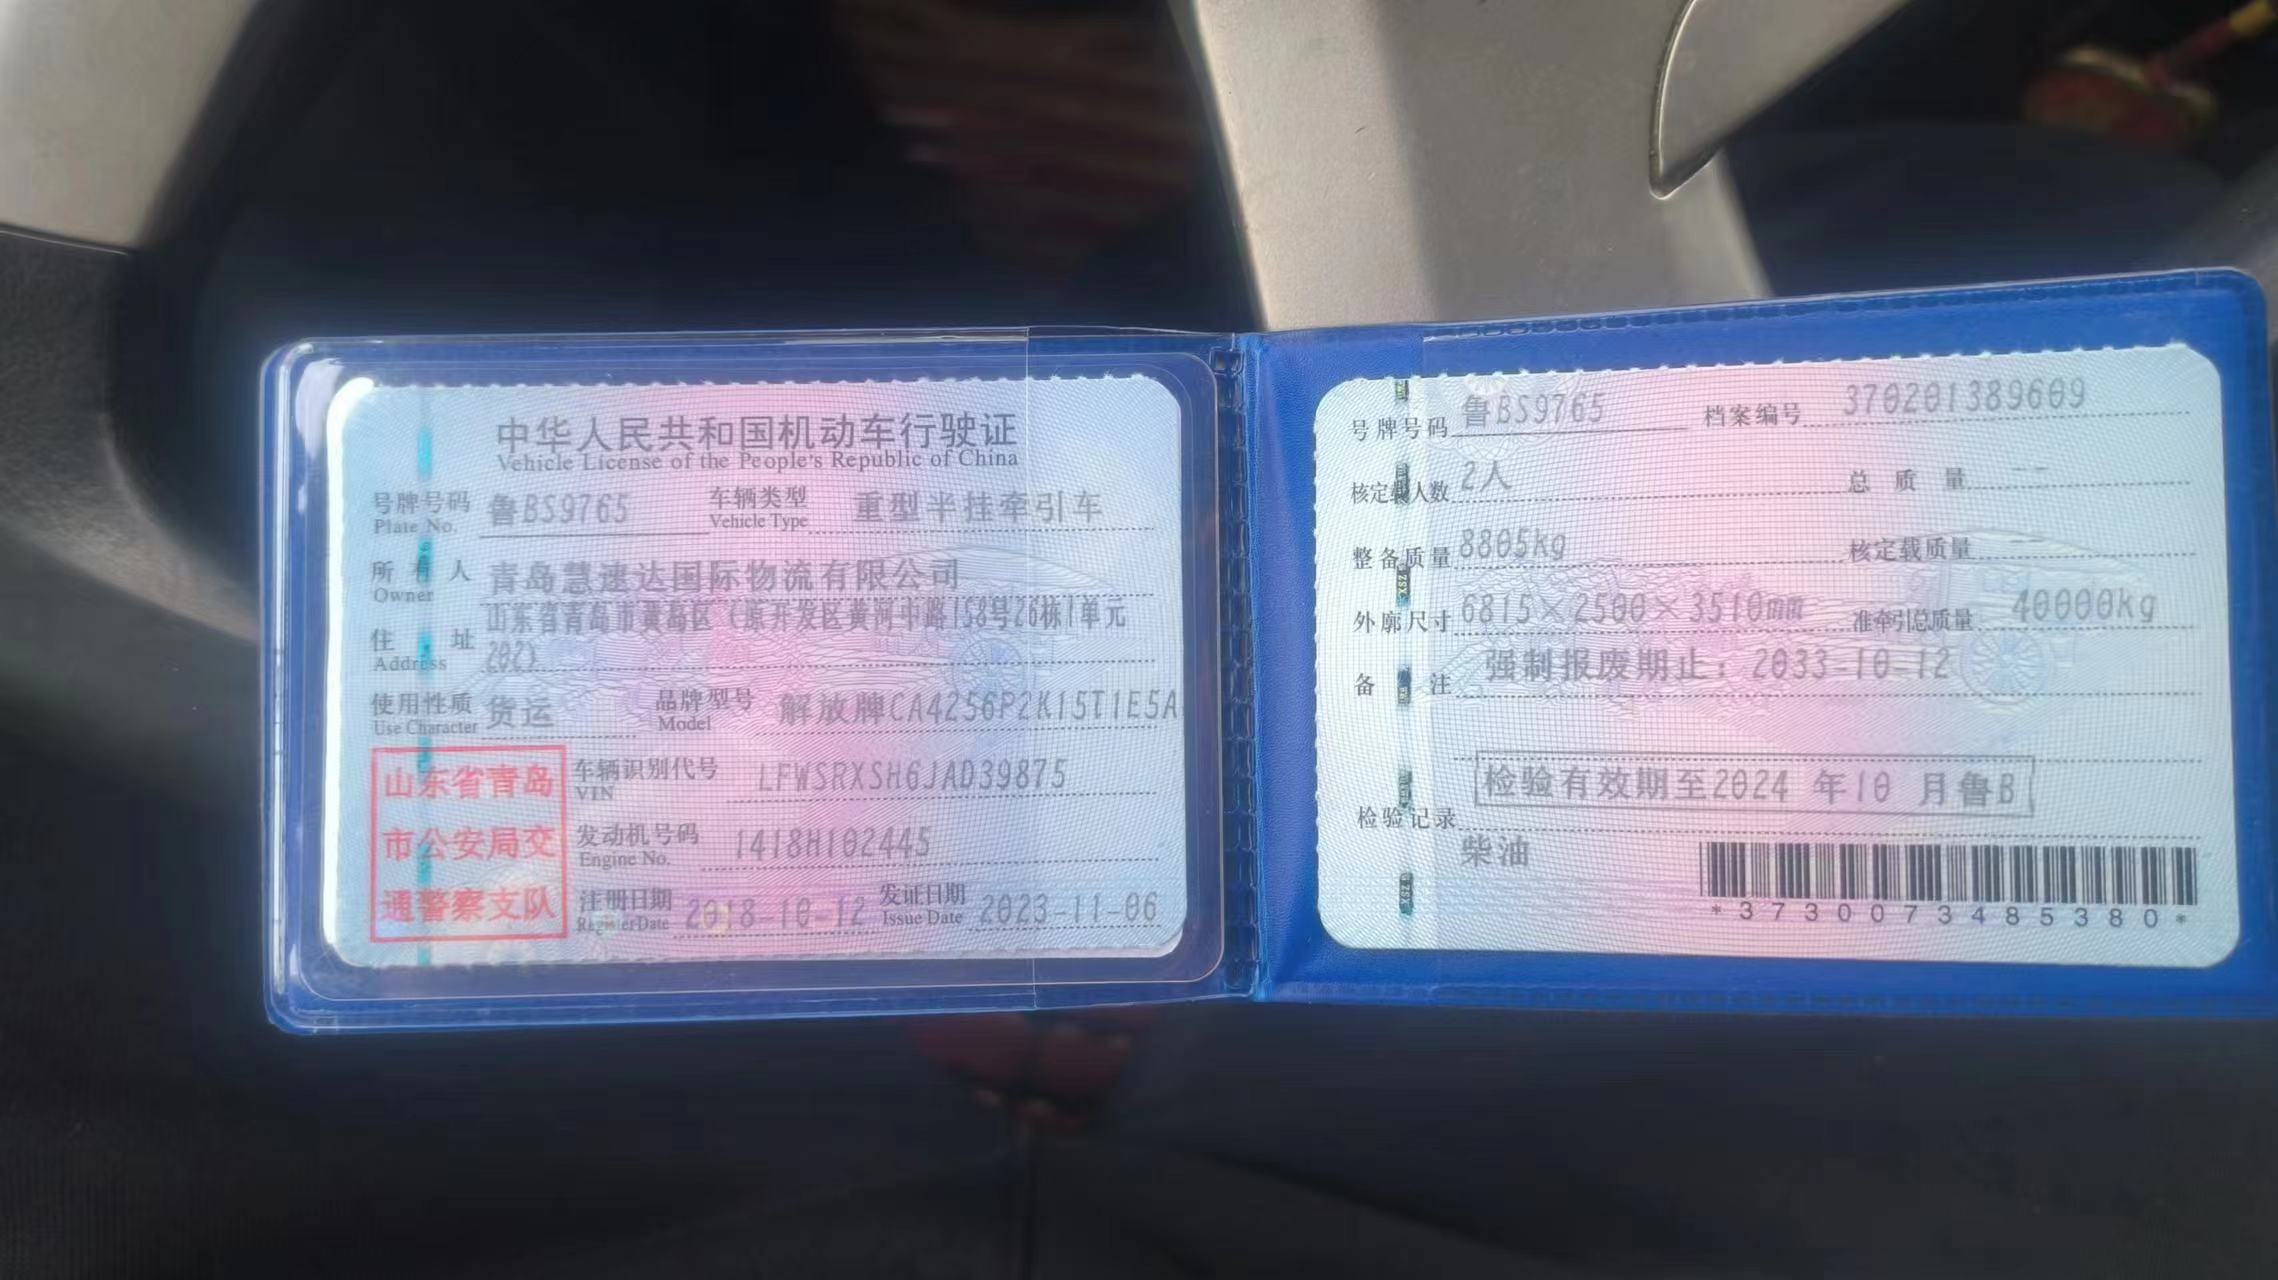 中华人民共和国机动车行驶证
Vehicle License of the People's Republic of China
号牌号码 鲁BS9765 车辆类型 重型半挂牵引车
Plate No. Vehicle Type
所有人 青岛慧速达国际物流有限公司
Owner
住址 山东省青岛市黄岛区（原开发区黄河中路158号26栋1单元
Address 202）
使用性质 货运 品牌型号 解放牌CA4256P2K15T1E5A
Use Character Model
山东省青岛
市公安局交
通警察支队
车辆识别代号 LFWSRXSH6JAD39875
VIN
发动机号码 1418H102445
Engine No.
注册日期 2018-10-12 发证日期 2023-11-06
Register Date Issue Date
号牌号码 鲁BS9765 档案编号 370201389609
核定载人数 2人 总质量 --
整备质量 8805kg 核定载质量 --
外廓尺寸 6815×2500×3510mm 准牵引总质量 40000kg
备注 强制报废期止：2033-10-12
检验有效期至2024 年10 月鲁B
检验记录
柴油
*3730073485380*